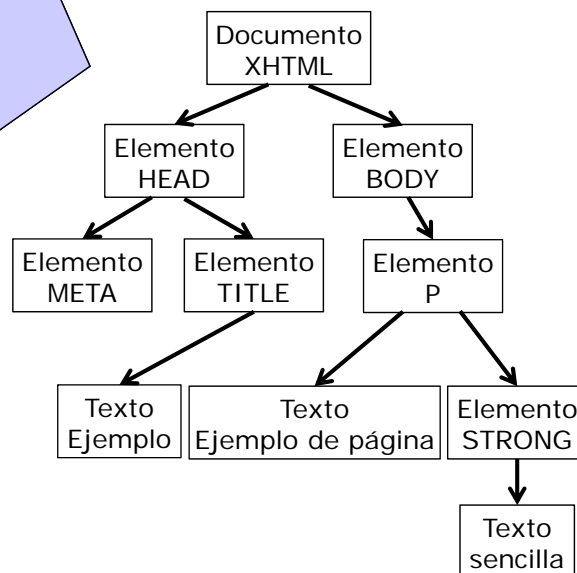 Documento
XHTML
Elemento
HEAD
Elemento
BODY
Elemento
META
Elemento
TITLE
Elemento
P
Texto
Ejemplo
Texto
Ejemplo de página
Elemento
STRONG
Texto
sencilla